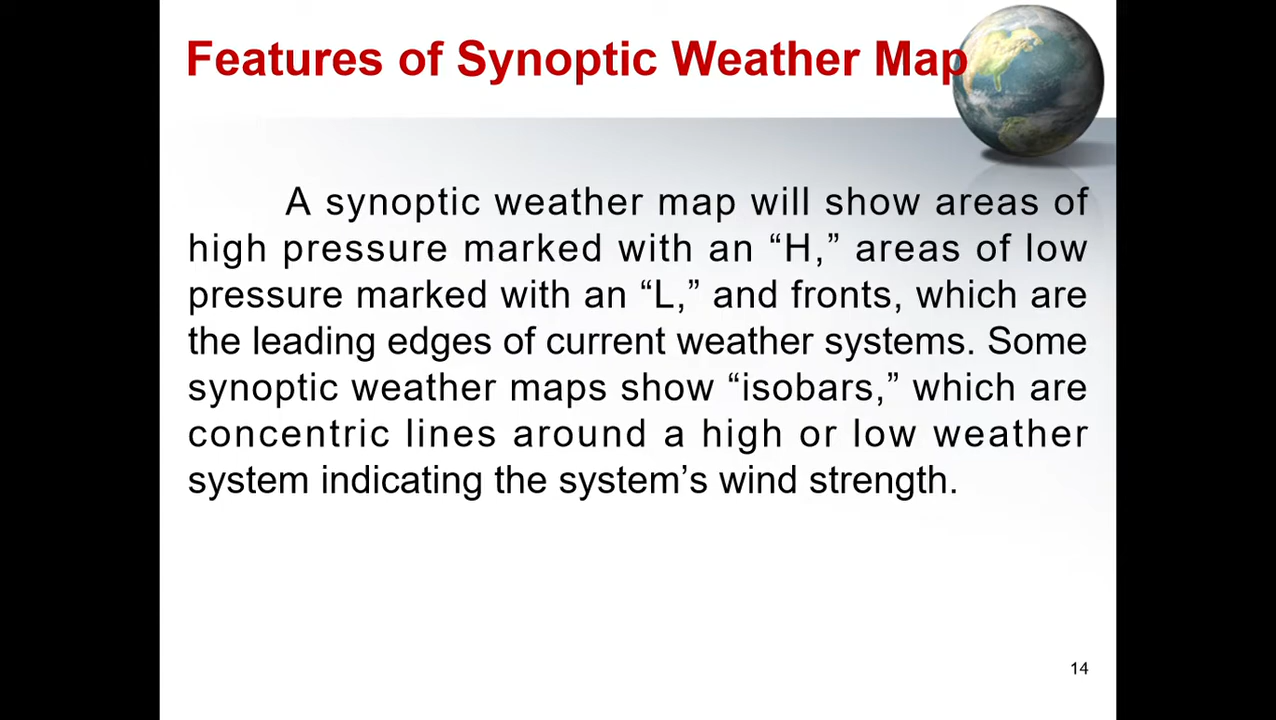 Features of Synoptic Weather Map
A synoptic weather map will show areas of
high pressure marked with an “H,” areas of low
pressure marked with an “L,” and fronts, which are
the leading edges of current weather systems. Some
synoptic weather maps show “isobars,” which are
concentric lines around a high or low weather
system indicating the system’s wind strength.
14